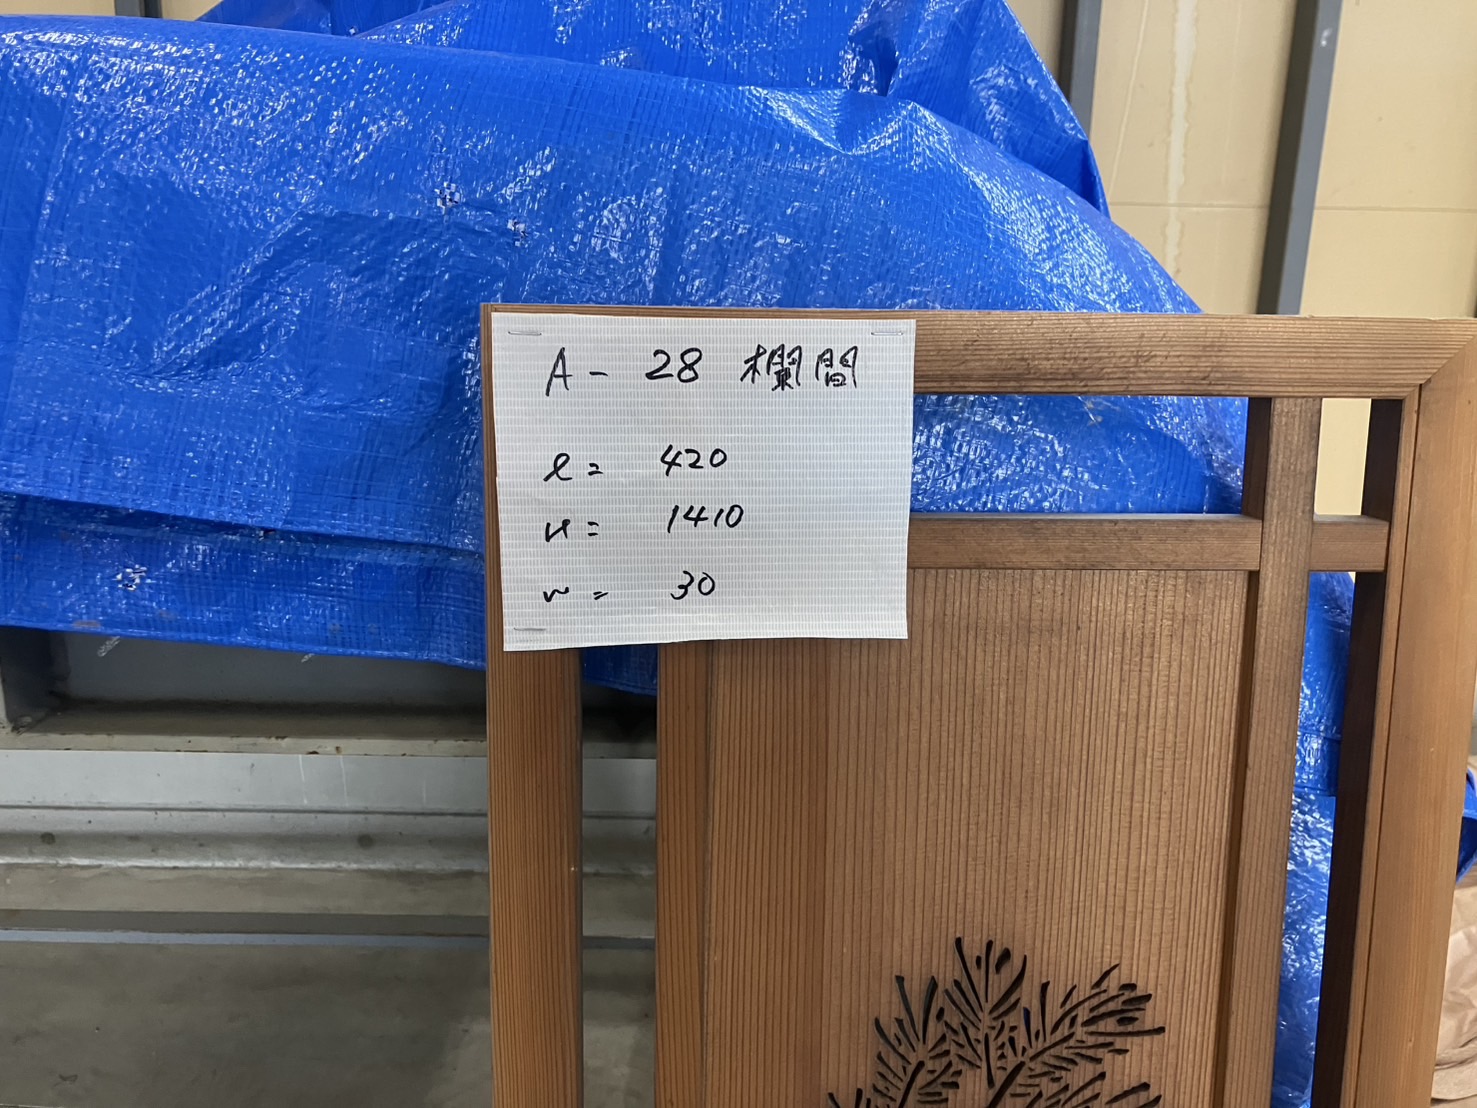 A - 28 欄間
l = 420
H = 1410
w = 30